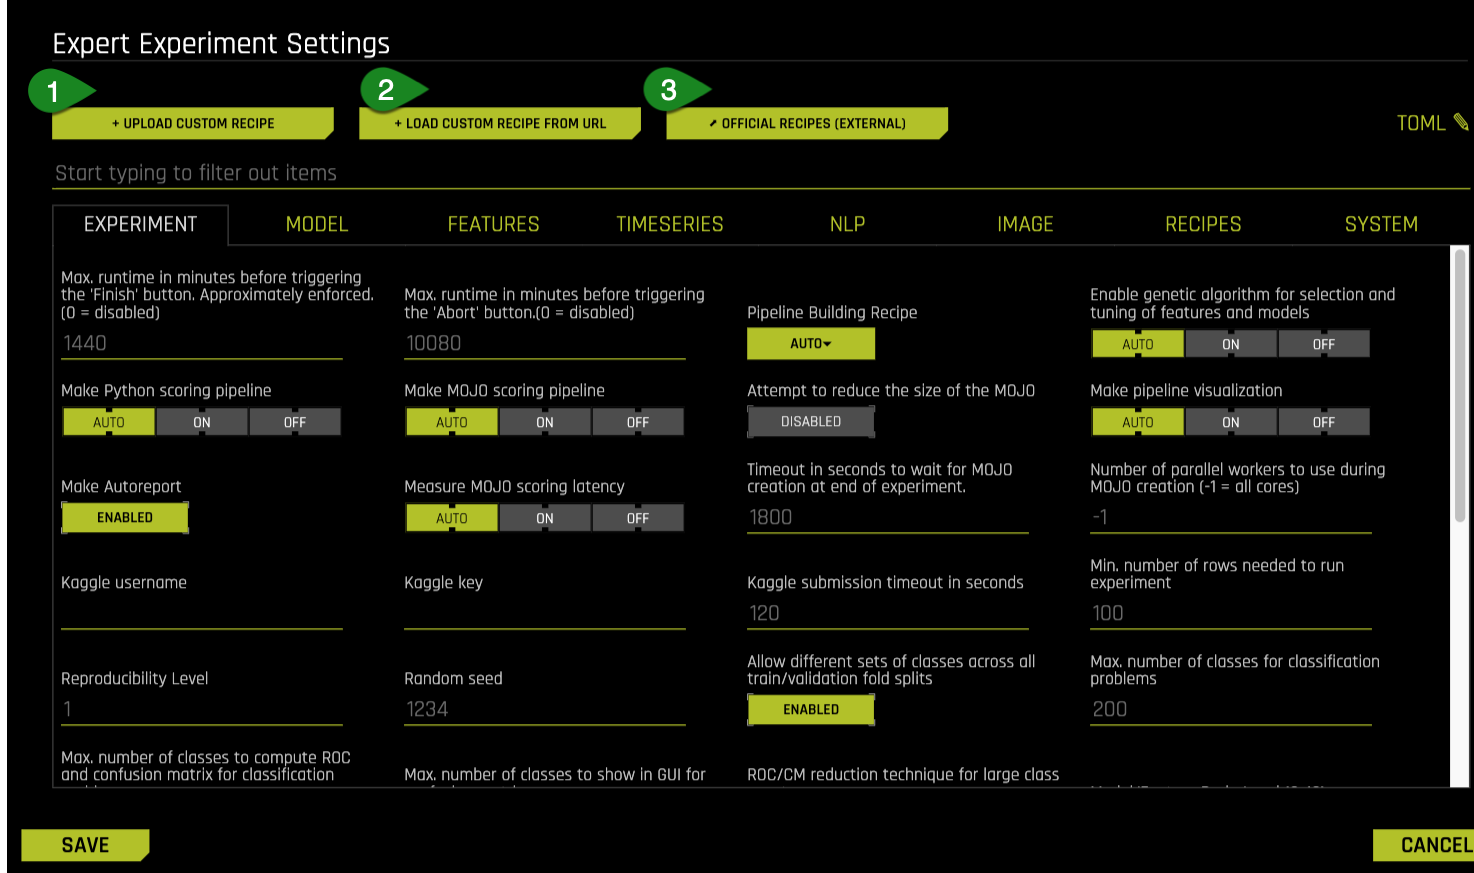 Expert Experiment Settings
1
2
3
+ UPLOAD CUSTOM RECIPE
+ LOAD CUSTOM RECIPE FROM URL
OFFICIAL RECIPES (EXTERNAL)
TOML
Start typing to filter out items
EXPERIMENT
MODEL
FEATURES
TIMESERIES
NLP
IMAGE
RECIPES
SYSTEM
Max. runtime in minutes before triggering
the 'Finish' button. Approximately enforced.
(0 = disabled)
1440
Max. runtime in minutes before triggering
the 'Abort' button.(0 = disabled)
10080
Pipeline Building Recipe
AUTO
Enable genetic algorithm for selection and
tuning of features and models
AUTO ON OFF
Make Python scoring pipeline
AUTO ON OFF
Make MOJO scoring pipeline
AUTO ON OFF
Attempt to reduce the size of the MOJO
DISABLED
Make pipeline visualization
AUTO ON OFF
Make Autoreport
ENABLED
Measure MOJO scoring latency
AUTO ON OFF
Timeout in seconds to wait for MOJO
creation at end of experiment.
1800
Number of parallel workers to use during
MOJO creation (-1 = all cores)
-1
Kaggle username
Kaggle key
Kaggle submission timeout in seconds
120
Min. number of rows needed to run
experiment
100
Reproducibility Level
1
Random seed
1234
Allow different sets of classes across all
train/validation fold splits
ENABLED
Max. number of classes for classification
problems
200
Max. number of classes to compute ROC
and confusion matrix for classification
Max. number of classes to show in GUI for
ROC/CM reduction technique for large class
SAVE
CANCEL